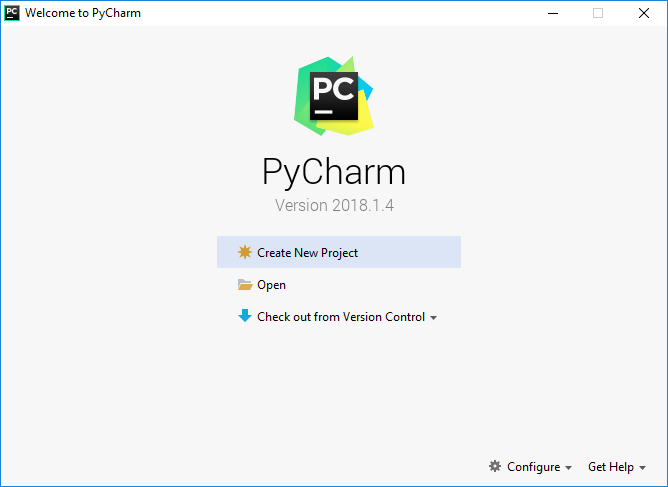 Welcome to PyCharm
PC
PyCharm
Version 2018.1.4
Create New Project
Open
Check out from Version Control
Configure
Get Help